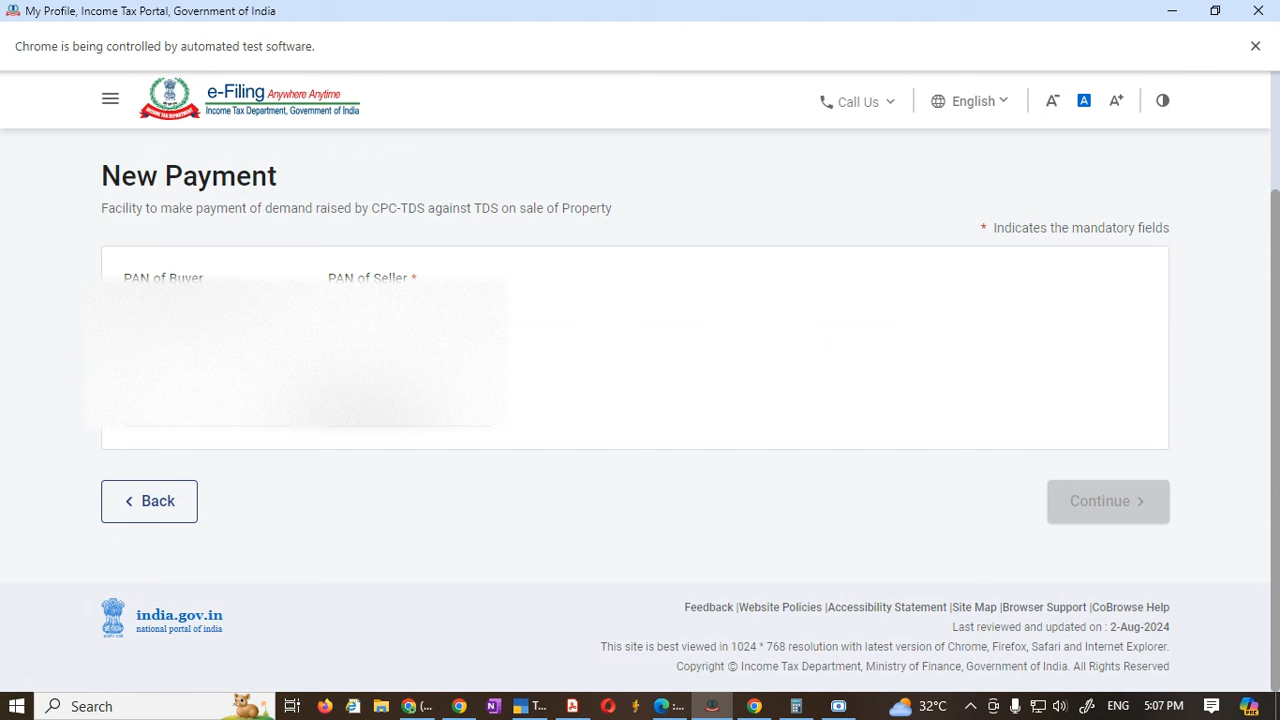 My Profile, Income Tax Portal, Government of India
Chrome is being controlled by automated test software.
e-Filing Anywhere Anytime
Income Tax Department, Government of India
Call Us
English
A-
A
A+
New Payment
Facility to make payment of demand raised by CPC-TDS against TDS on sale of Property
* Indicates the mandatory fields
PAN of Buyer
PAN of Seller *
Back
Continue
india.gov.in
national portal of india
Feedback |Website Policies |Accessibility Statement |Site Map |Browser Support |CoBrowse Help
Last reviewed and updated on : 2-Aug-2024
This site is best viewed in 1024 * 768 resolution with latest version of Chrome, Firefox, Safari and Internet Explorer.
Copyright © Income Tax Department, Ministry of Finance, Government of India. All Rights Reserved
Search
(...
T...
:...
32°C
ENG
5:07 PM